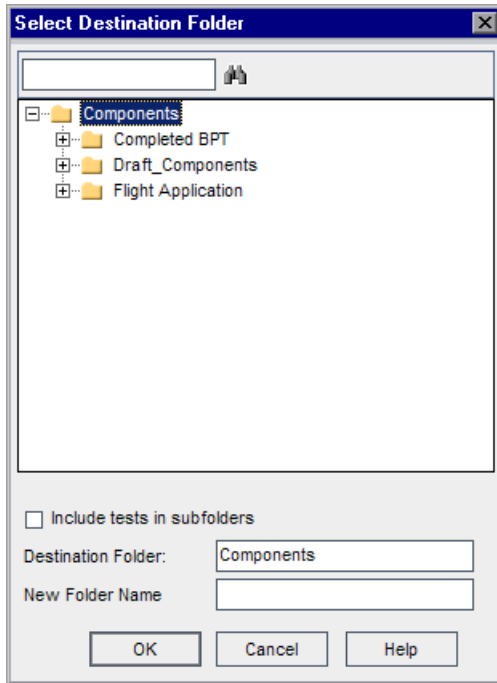 Select Destination Folder
Components
Completed BPT
Draft_Components
Flight Application
Include tests in subfolders
Destination Folder: Components
New Folder Name
OK Cancel Help